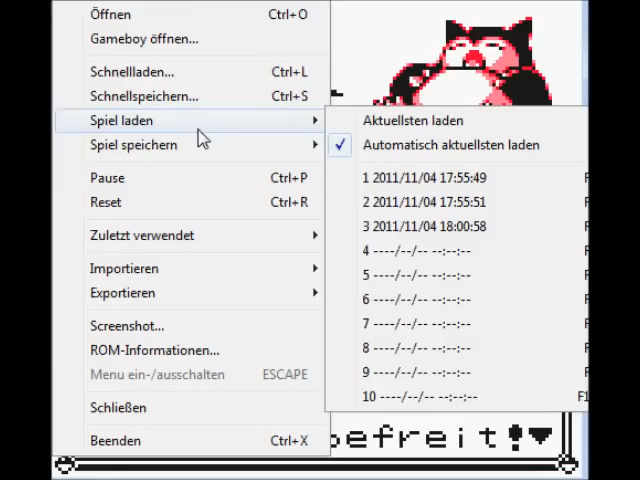 Öffnen Ctrl+O
Gameboy öffnen...
Schnellladen... Ctrl+L
Schnellspeichern... Ctrl+S
Spiel laden
Spiel speichern
Pause Ctrl+P
Reset Ctrl+R
Zuletzt verwendet
Importieren
Exportieren
Screenshot...
ROM-Informationen...
Menu ein-/ausschalten ESCAPE
Schließen
Beenden Ctrl+X
Aktuellsten laden
Automatisch aktuellsten laden
1 2011/11/04 17:55:49 F
2 2011/11/04 17:55:51 F
3 2011/11/04 18:00:58 F
4 ----/--/-- --:--:-- F
5 ----/--/-- --:--:-- F
6 ----/--/-- --:--:-- F
7 ----/--/-- --:--:-- F
8 ----/--/-- --:--:-- F
9 ----/--/-- --:--:-- F
10 ----/--/-- --:--:-- F1
befreit!